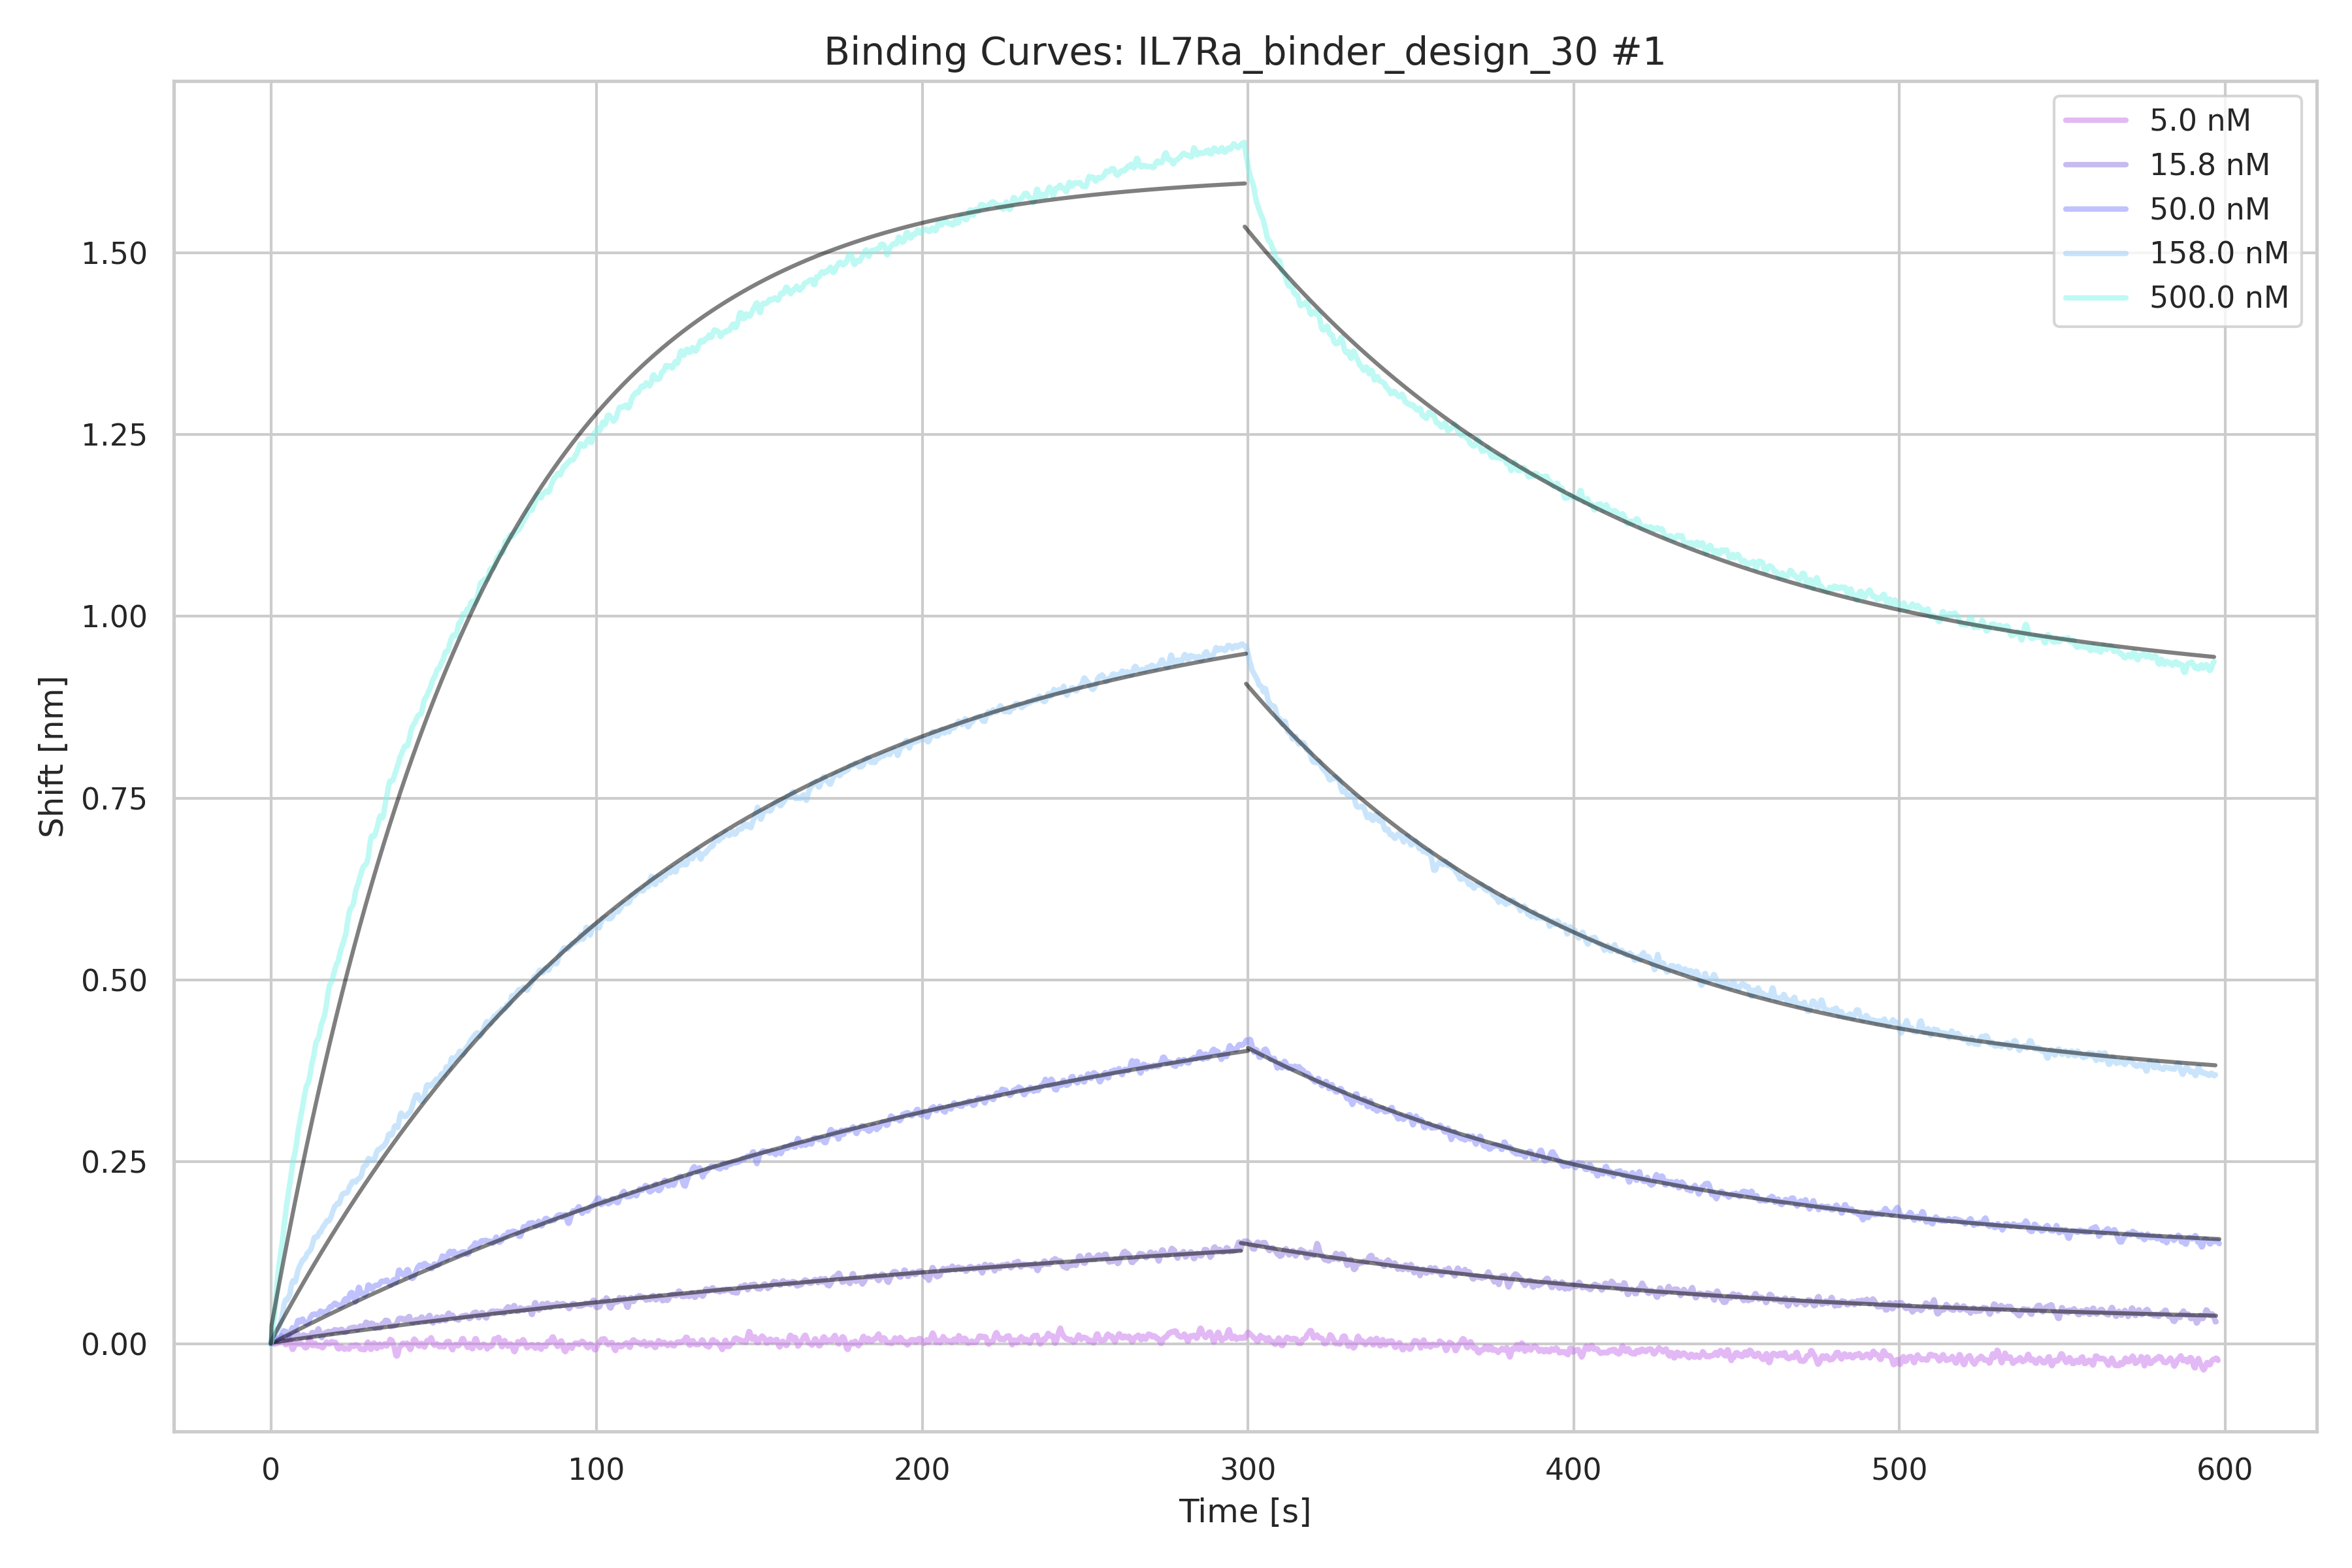 Binding Curves: IL7Ra_binder_design_30 #1
5.0 nM
15.8 nM
50.0 nM
158.0 nM
500.0 nM
Shift [nm]
1.50
1.25
1.00
0.75
0.50
0.25
0.00
0 100 200 300 400 500 600
Time [s]